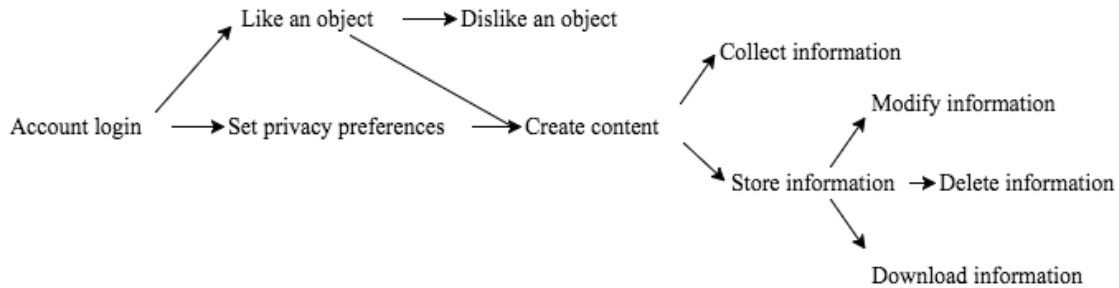 Like an object
Dislike an object
Collect information
Modify information
Account login
Set privacy preferences
Create content
Store information
Delete information
Download information